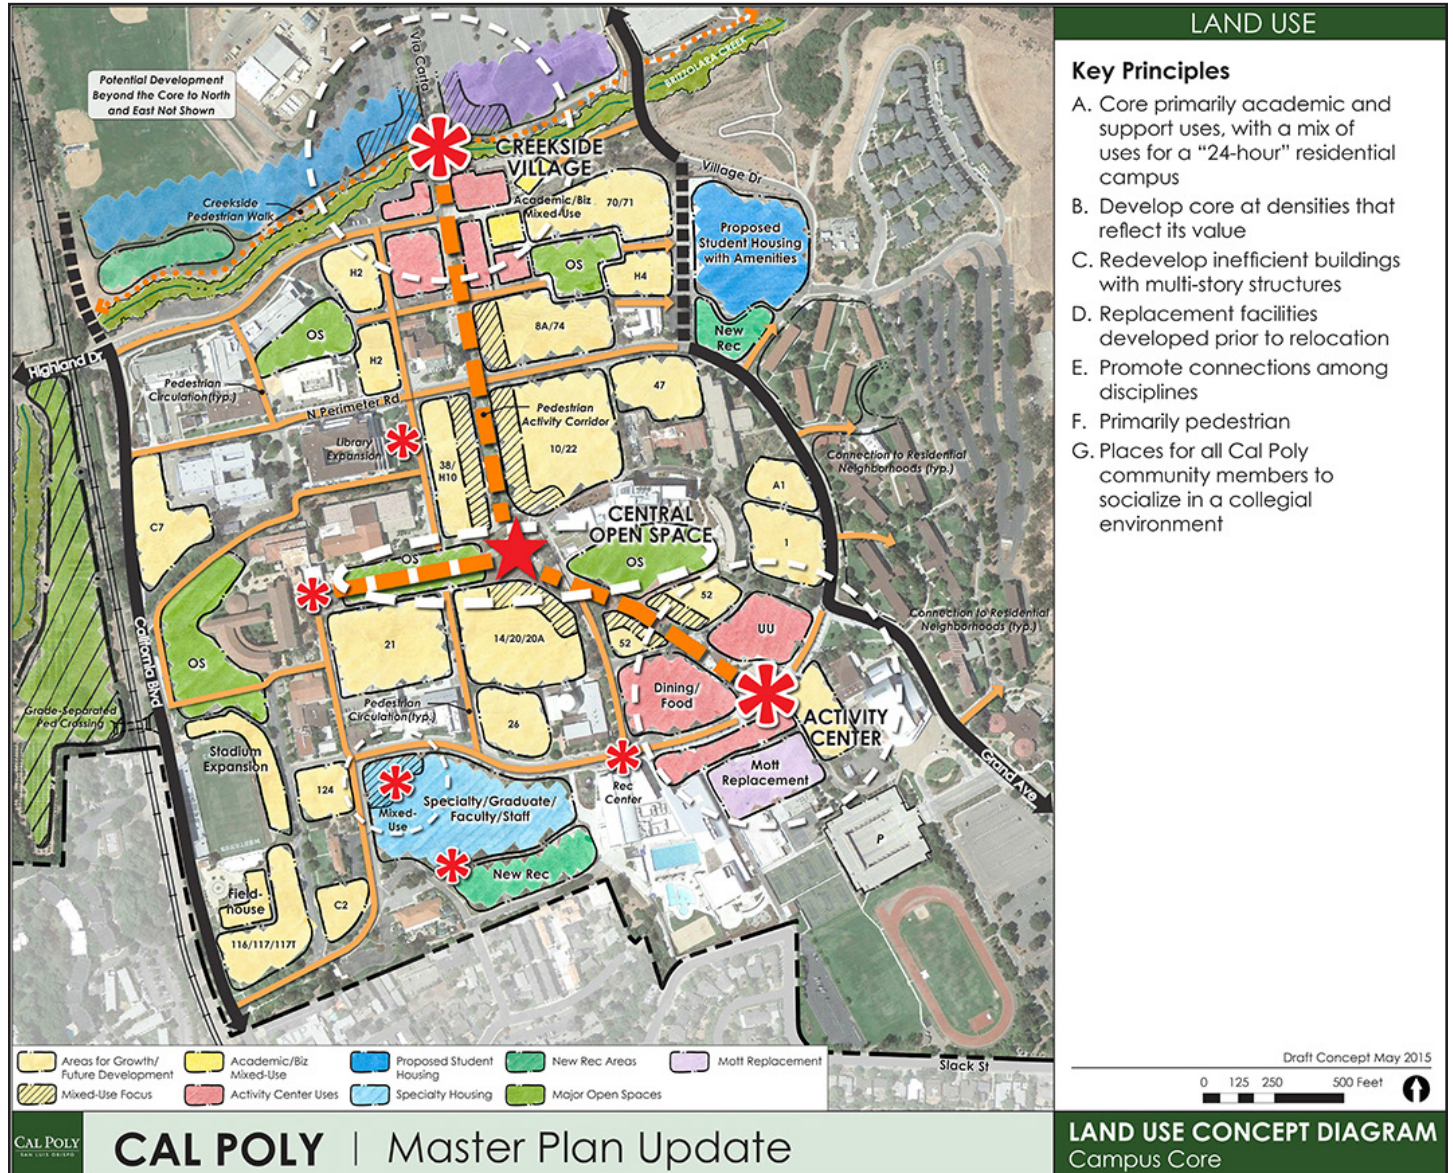 LAND USE
Key Principles
A. Core primarily academic and
support uses, with a mix of
uses for a “24-hour” residential
campus
B. Develop core at densities that
reflect its value
C. Redevelop inefficient buildings
with multi-story structures
D. Replacement facilities
developed prior to relocation
E. Promote connections among
disciplines
F. Primarily pedestrian
G. Places for all Cal Poly
community members to
socialize in a collegial
environment
Potential Development
Beyond the Core to North
and East Not Shown
Via Carta
BRIZZOLARA CREEK
CREEKSIDE
VILLAGE
Village Dr
Creekside
Pedestrian Walk
Academic/Biz
Mixed-Use
70/71
Proposed
Student Housing
with Amenities
H2
OS
H4
OS
8A/74
New
Rec
H2
Highland Dr
Pedestrian
Circulation(typ.)
N Perimeter Rd
47
Pedestrian
Activity Corridor
Library
Expansion
10/22
38/
H10
Connection to Residential
Neighborhoods (typ.)
A1
C7
CENTRAL
OPEN SPACE
1
OS
OS
52
Connection to Residential
Neighborhoods (typ.)
California Blvd
21
14/20/20A
52
UU
OS
Dining/
Food
Grade-Separated
Ped Crossing
Pedestrian
Circulation(typ.)
26
ACTIVITY
CENTER
Stadium
Expansion
Mott
Replacement
Grand Ave
124
Rec
Center
Specialty/Graduate/
Faculty/Staff
Mixed-
Use
P
New Rec
Field-
house
C2
116/117/117T
Slack St
Areas for Growth/
Future Development
Academic/Biz
Mixed-Use
Proposed Student
Housing
New Rec Areas
Mott Replacement
Mixed-Use Focus
Activity Center Uses
Specialty Housing
Major Open Spaces
Draft Concept May 2015
0 125 250 500 Feet
CAL POLY
SAN LUIS OBISPO
CAL POLY | Master Plan Update
LAND USE CONCEPT DIAGRAM
Campus Core